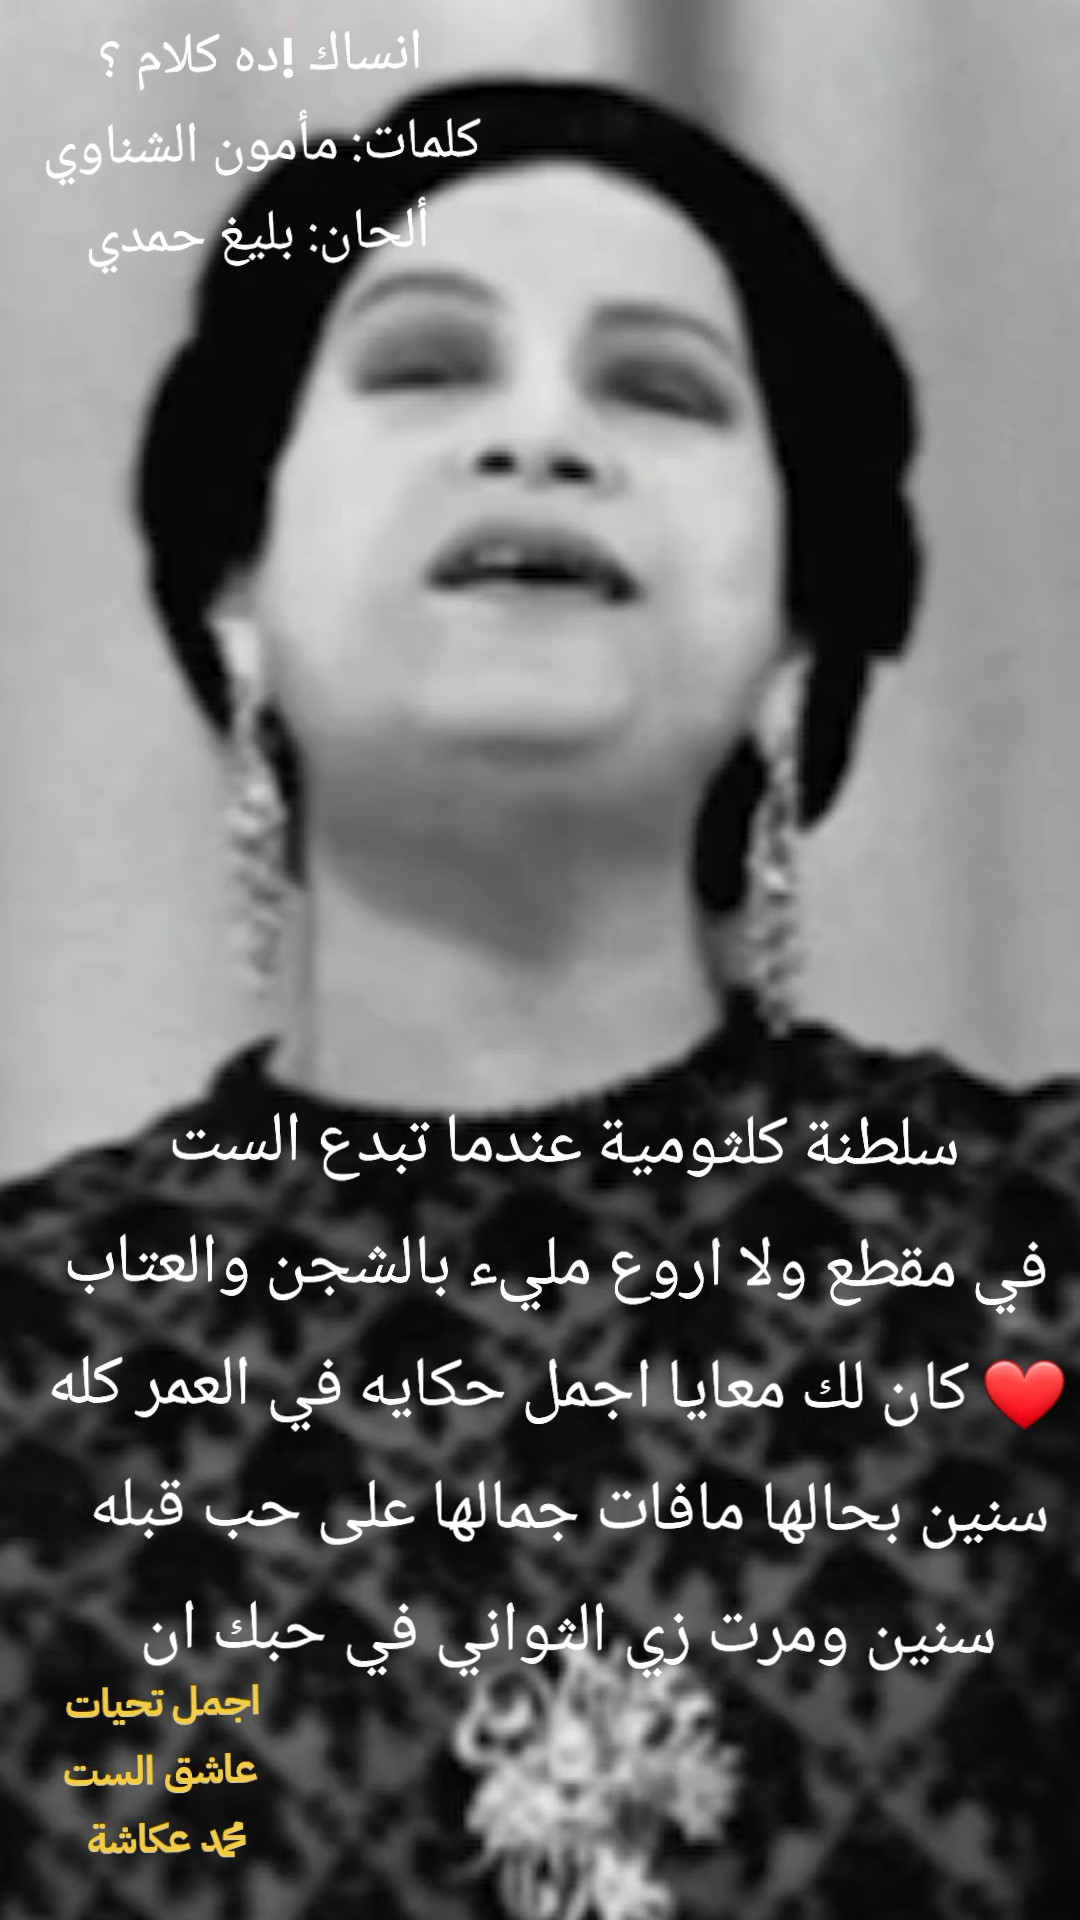 انساك !ده كلام ؟
كلمات: مأمون الشناوي
ألحان: بليغ حمدي
سلطنة كلثومية عندما تبدع الست
في مقطع ولا اروع مليء بالشجن والعتاب
❤️ كان لك معايا اجمل حكايه في العمر كله
سنين بحالها مافات جمالها على حب قبله
سنين ومرت زي الثواني في حبك ان
اجمل تحيات
عاشق الست
محمد عكاشة